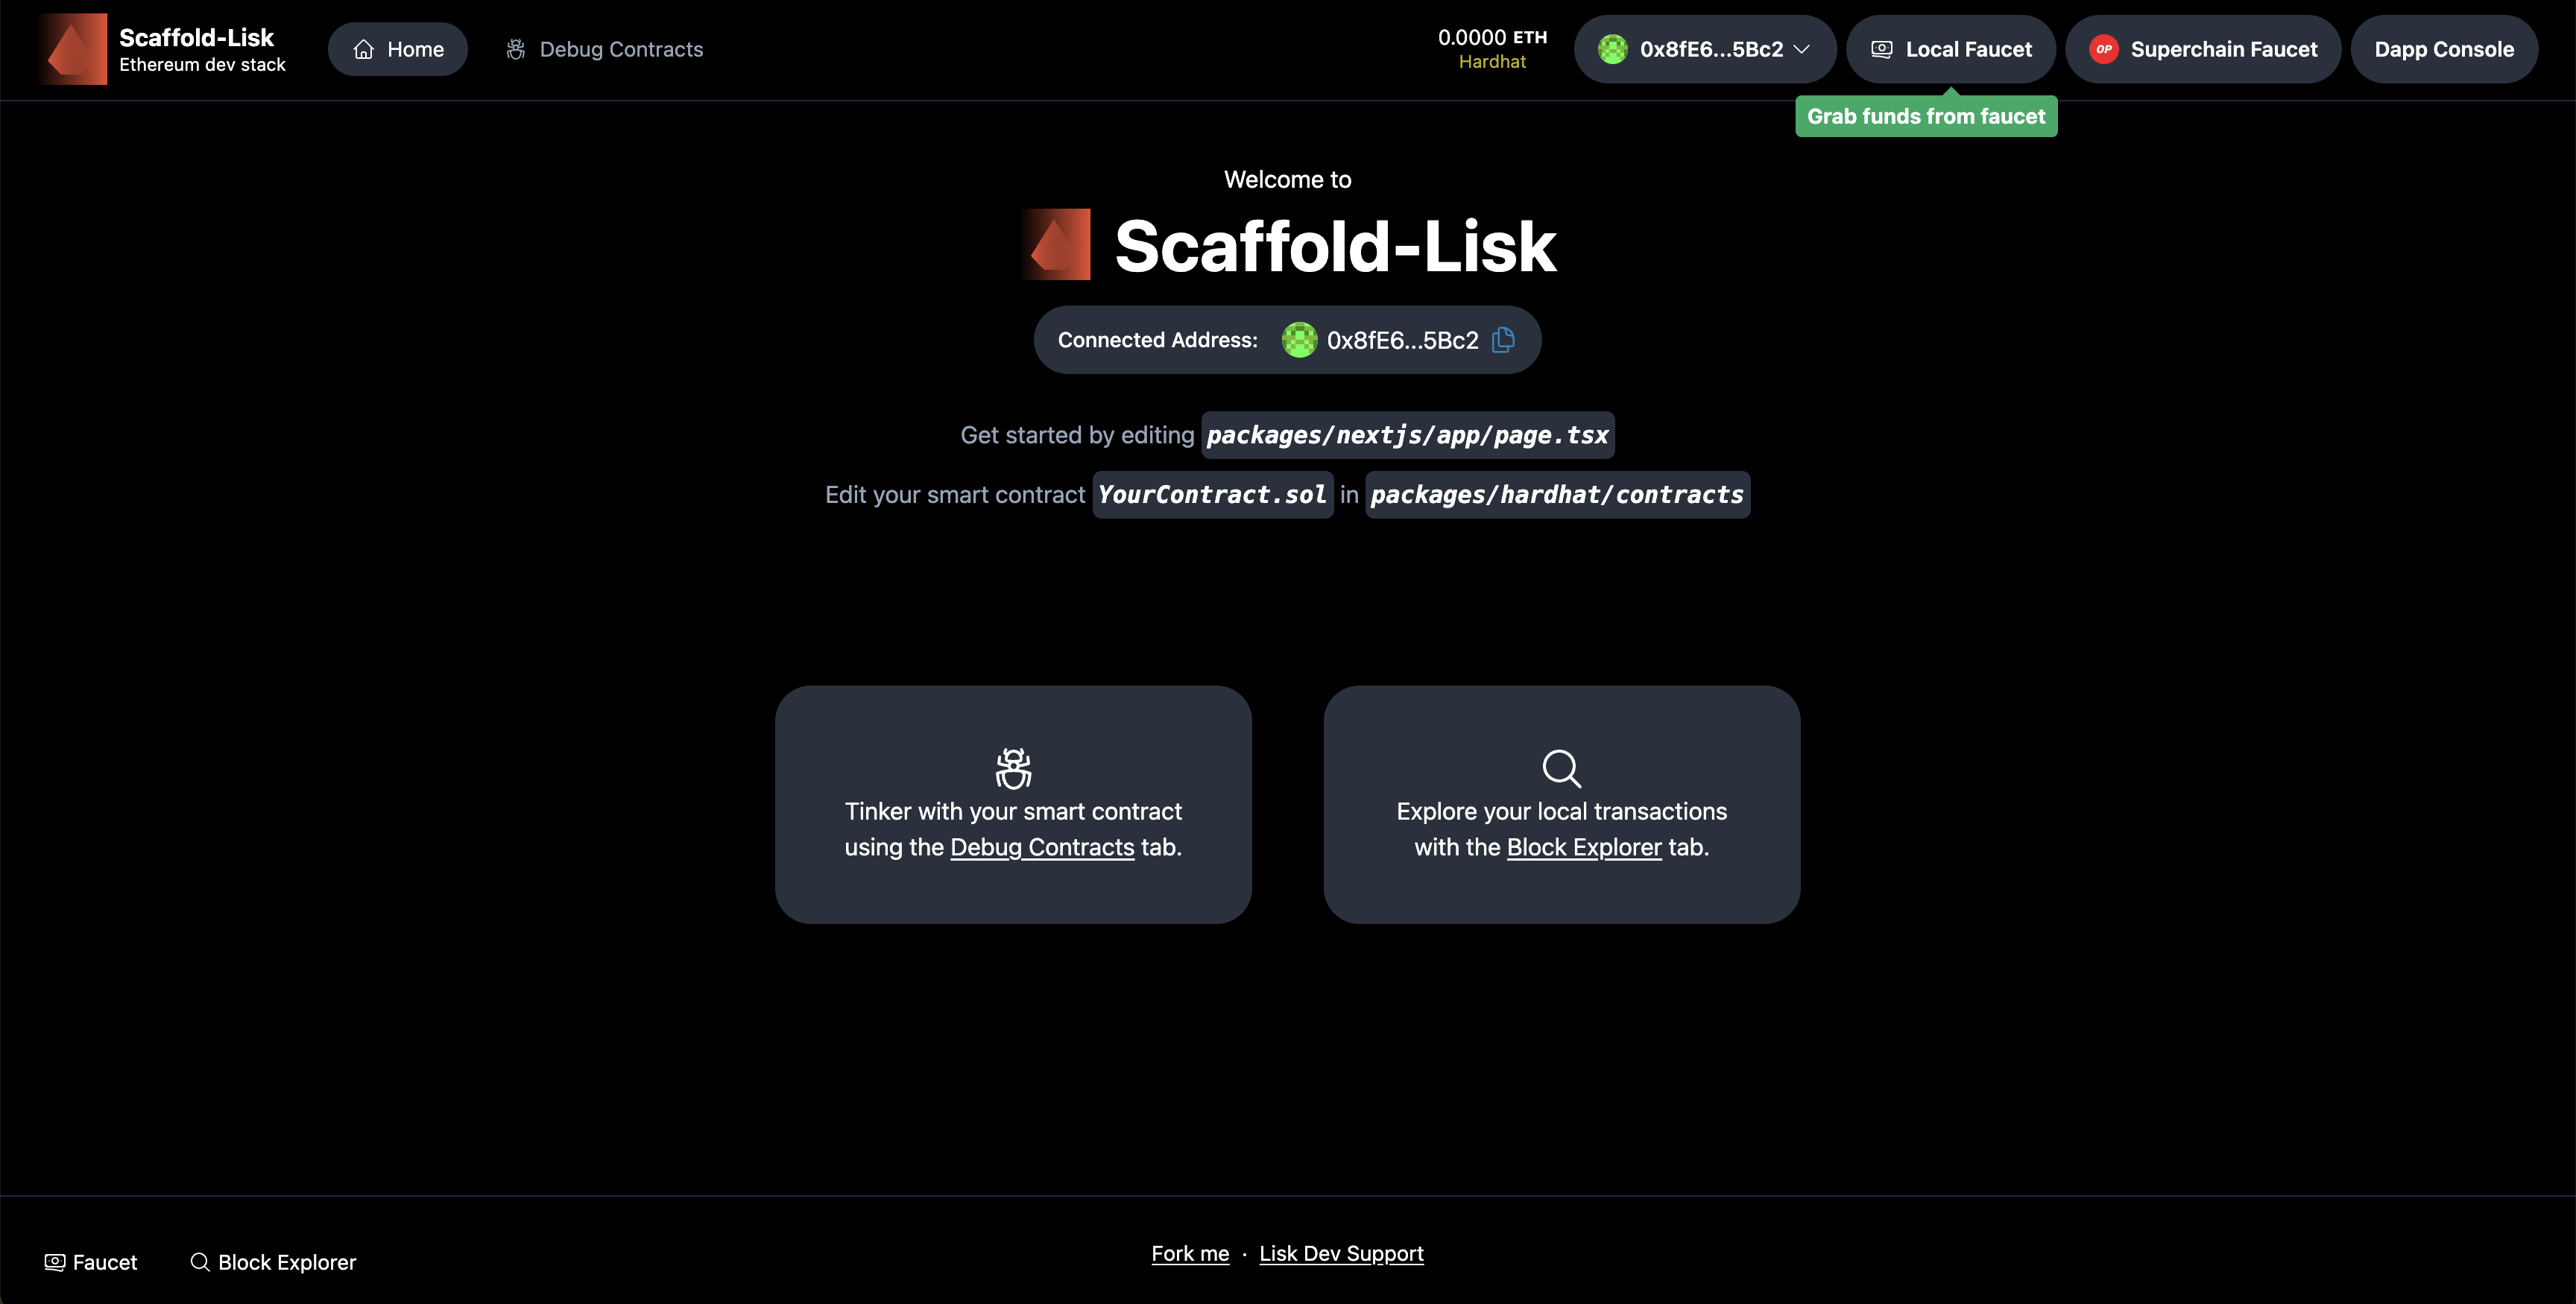 Scaffold-Lisk
Ethereum dev stack
Home
Debug Contracts
0.0000 ETH
Hardhat
0x8fE6...5Bc2
Local Faucet
OP
Superchain Faucet
Dapp Console
Grab funds from faucet
Welcome to
Scaffold-Lisk
Connected Address: 0x8fE6...5Bc2
Get started by editing packages/nextjs/app/page.tsx
Edit your smart contract YourContract.sol in packages/hardhat/contracts
Tinker with your smart contract
using the Debug Contracts tab.
Explore your local transactions
with the Block Explorer tab.
Faucet
Block Explorer
Fork me · Lisk Dev Support